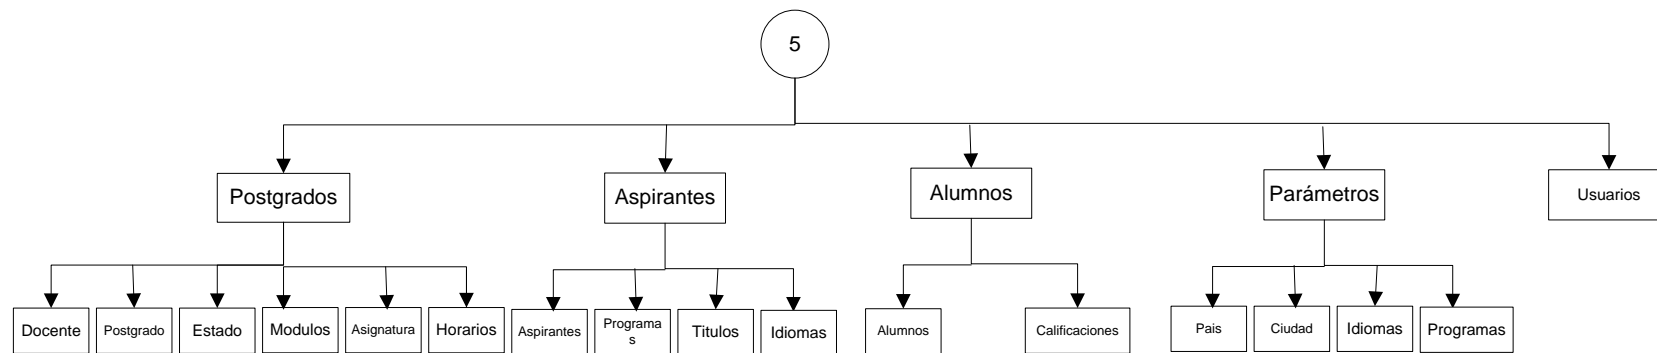 5
Postgrados
Aspirantes
Alumnos
Parámetros
Usuarios
Docente
Postgrado
Estado
Modulos
Asignatura
Horarios
Aspirantes
Programa
s
Titulos
Idiomas
Alumnos
Calificaciones
Pais
Ciudad
Idiomas
Programas